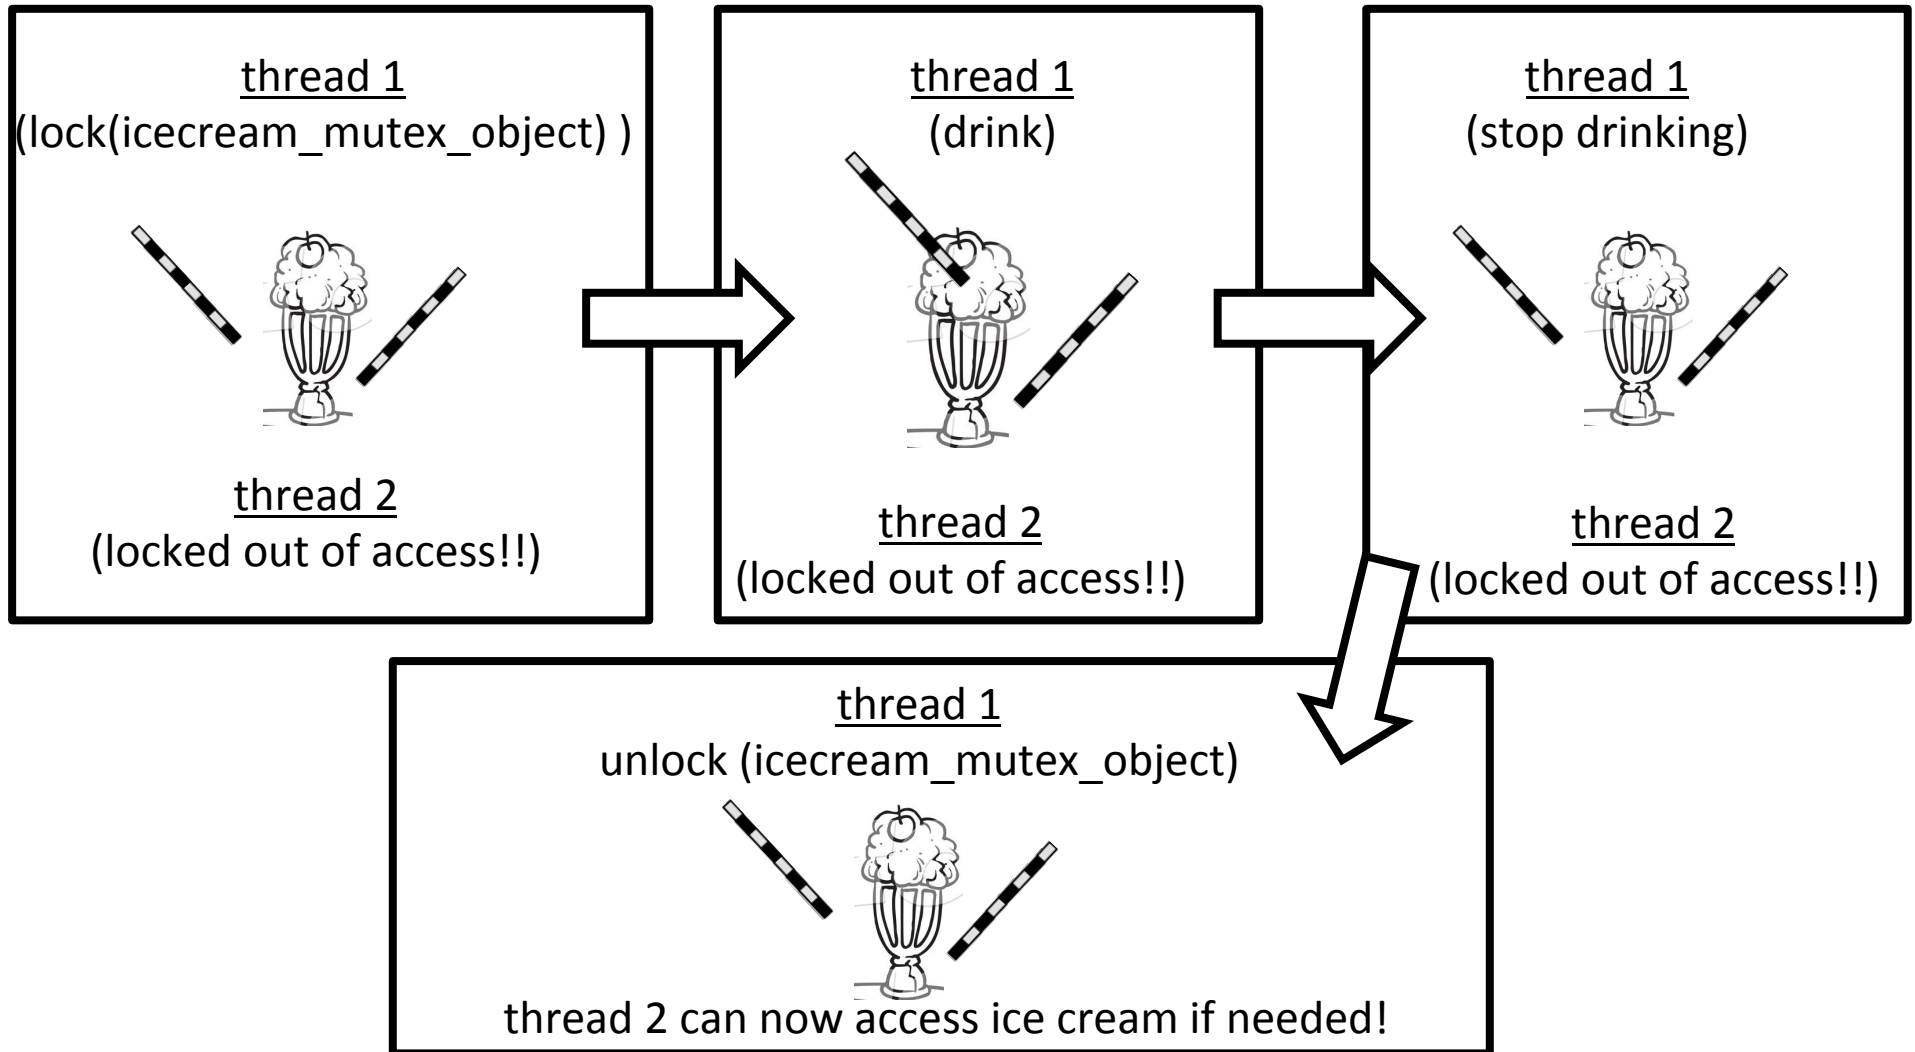 thread 1
(lock(icecream_mutex_object) )
thread 2
(locked out of access!!)
thread 1
(drink)
thread 2
(locked out of access!!)
thread 1
(stop drinking)
thread 2
(locked out of access!!)
thread 1
unlock (icecream_mutex_object)
thread 2 can now access ice cream if needed!